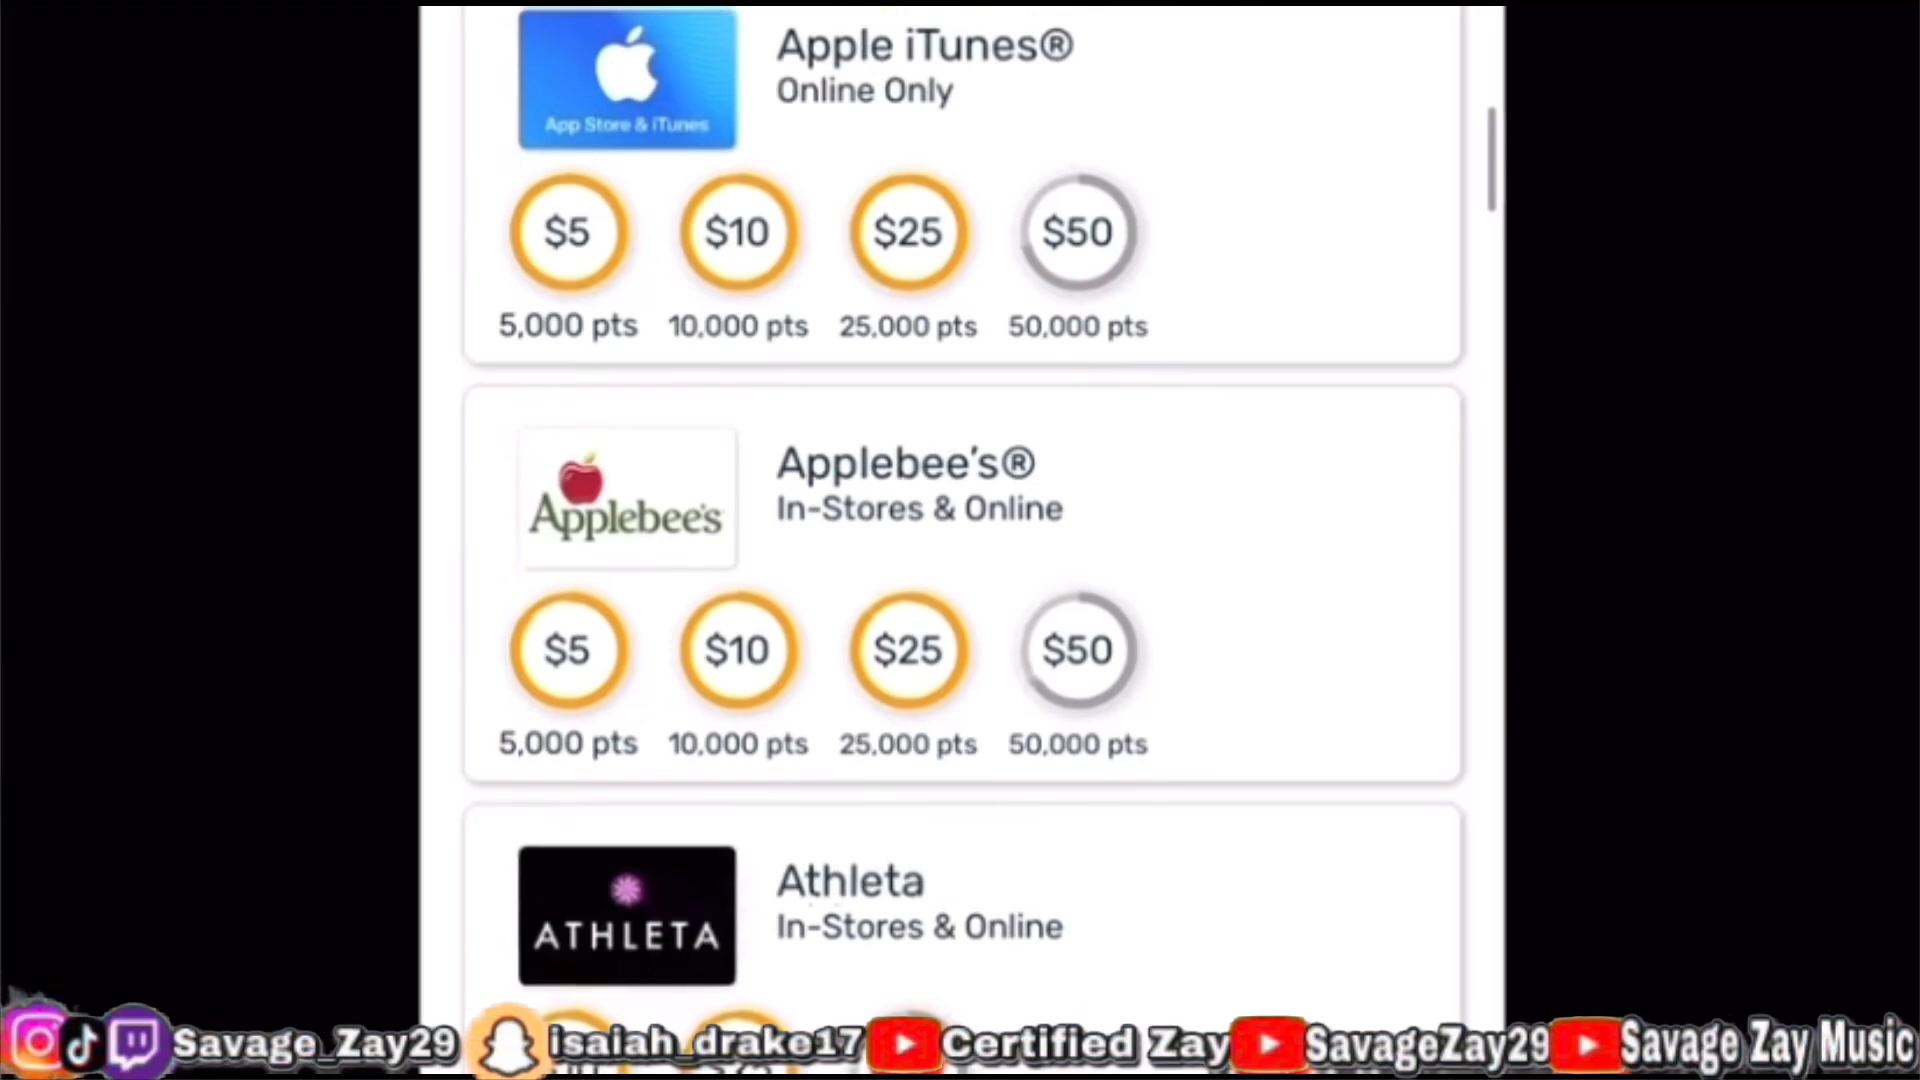 Apple iTunes®
Online Only
App Store & iTunes
$5 $10 $25 $50
5,000 pts 10,000 pts 25,000 pts 50,000 pts
Applebee's
Applebee's®
In-Stores & Online
$5 $10 $25 $50
5,000 pts 10,000 pts 25,000 pts 50,000 pts
ATHLETA
Athleta
In-Stores & Online
Savage_Zay29 isaiah_drake17 Certified Zay SavageZay29 Savage Zay Music